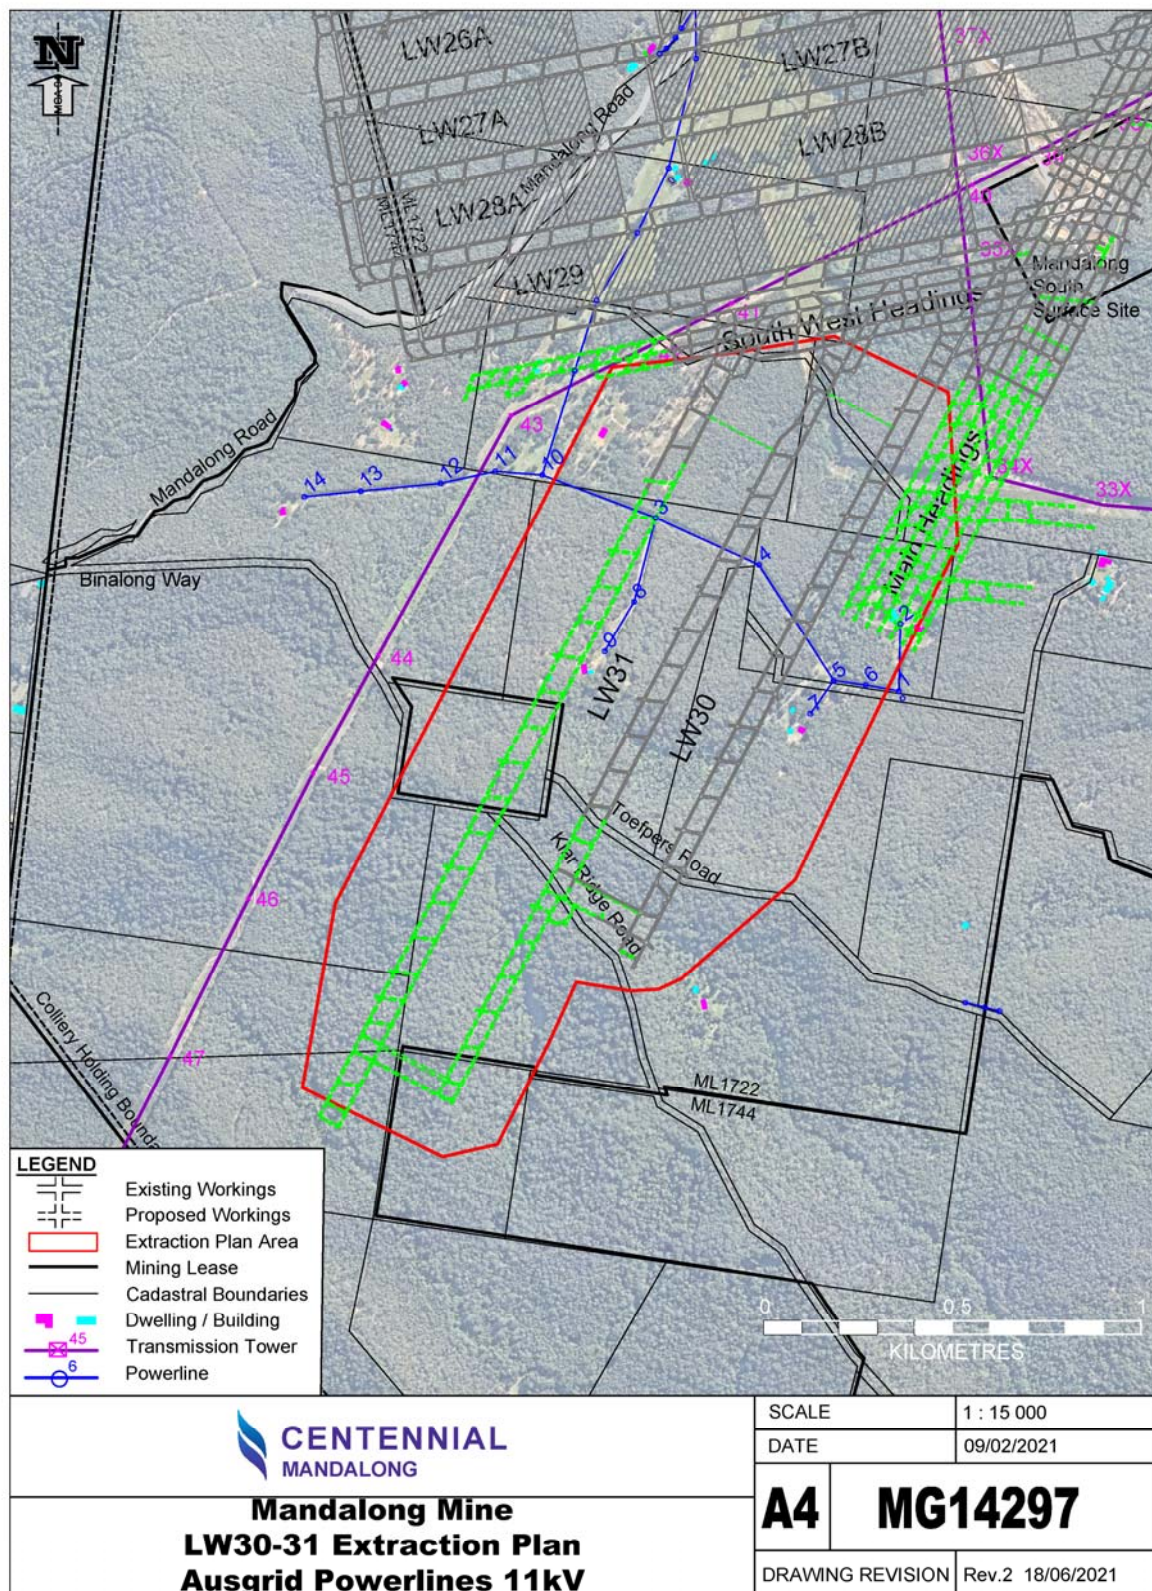 N
LW26A
LW27B
37X
LW27A
Mandalong Road
LW28B
36X
39
40
LW28A
ML1722
LW29
35X
Mandalong
South
Surface Site
41
South West Headings
43
Mandalong Road
14
13
12
11
10
3
4
34X
33X
Main Headings
Binalong Way
8
9
2
1
5
6
7
44
LW31
LW30
45
Toefpers Road
Kiar Ridge Road
46
47
Colliery Holding Bounda
ML1722
ML1744
LEGEND
Existing Workings
Proposed Workings
Extraction Plan Area
Mining Lease
Cadastral Boundaries
Dwelling / Building
45
Transmission Tower
6
Powerline
0 0.5 1
KILOMETRES
CENTENNIAL
MANDALONG
Mandalong Mine
LW30-31 Extraction Plan
Ausgrid Powerlines 11kV
SCALE 1 : 15 000
DATE 09/02/2021
A4 MG14297
DRAWING REVISION Rev.2 18/06/2021